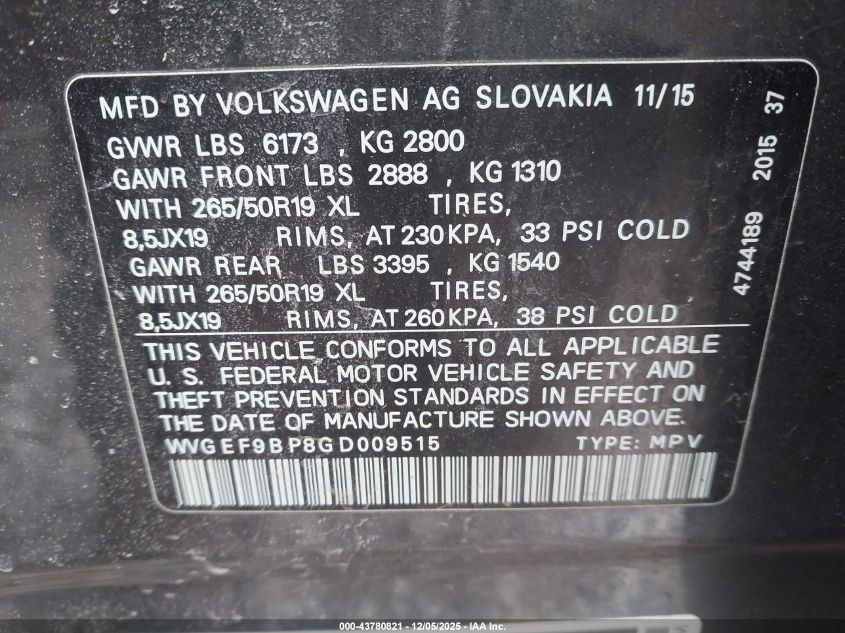 MFD BY VOLKSWAGEN AG SLOVAKIA 11/15
GVWR LBS 6173 , KG 2800
GAWR FRONT LBS 2888 , KG 1310
WITH 265/50R19 XL TIRES,
8,5JX19 RIMS, AT 230 KPA, 33 PSI COLD
GAWR REAR LBS 3395 , KG 1540
WITH 265/50R19 XL TIRES,
8,5JX19 RIMS, AT 260 KPA, 38 PSI COLD
THIS VEHICLE CONFORMS TO ALL APPLICABLE
U. S. FEDERAL MOTOR VEHICLE SAFETY AND
THEFT PREVENTION STANDARDS IN EFFECT ON
THE DATE OF MANUFACTURE SHOWN ABOVE.
WVGEF9BP8GD009515 TYPE: MPV
4744189 2015 37
000-43780821 - 12/05/2025 - IAA Inc.